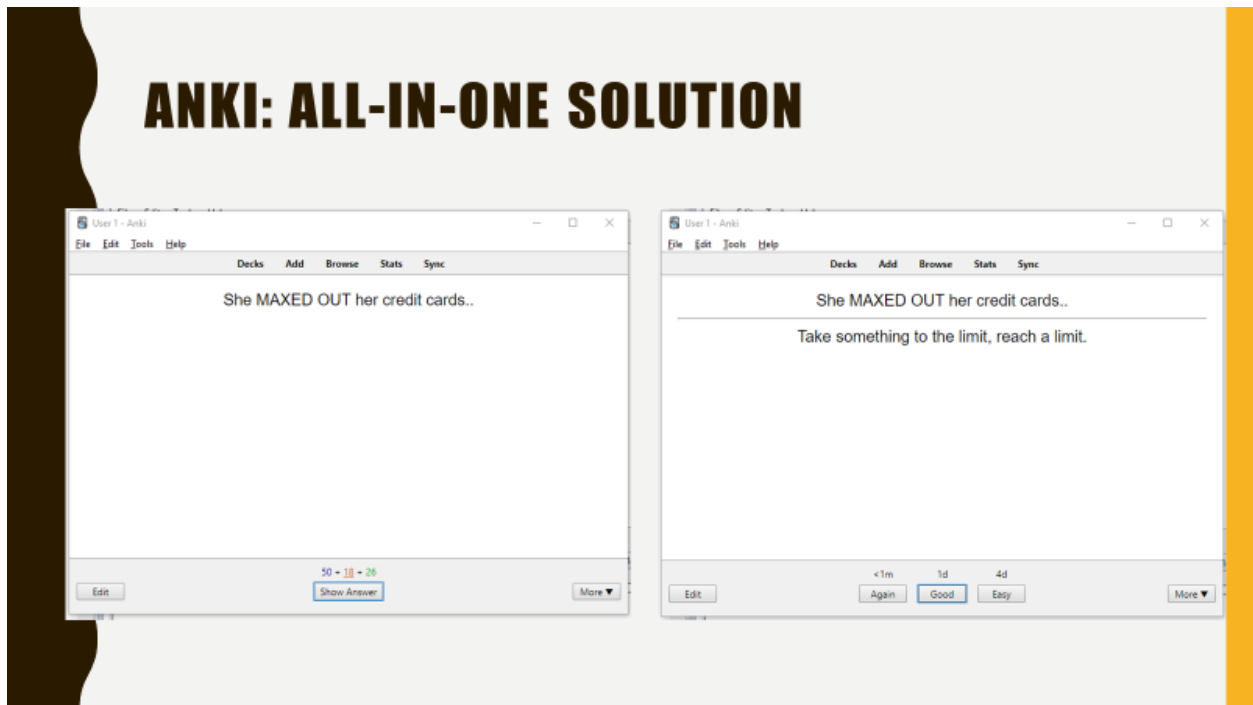 ANKI: ALL-IN-ONE SOLUTION
User 1 - Anki
File Edit Tools Help
Decks Add Browse Stats Sync
She MAXED OUT her credit cards..
50 + 18 + 26
Edit Show Answer More ▼
User 1 - Anki
File Edit Tools Help
Decks Add Browse Stats Sync
She MAXED OUT her credit cards..
Take something to the limit, reach a limit.
<1m 1d 4d
Edit Again Good Easy More ▼